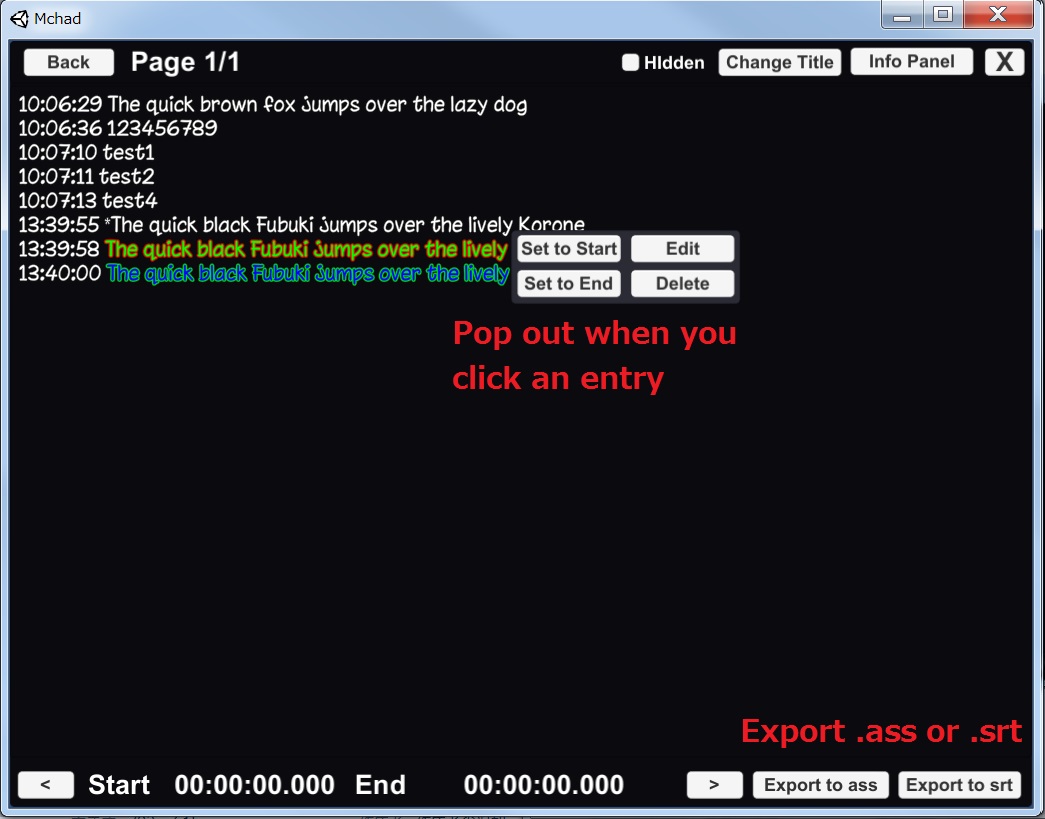 Mchad
Back Page 1/1 HIdden Change Title Info Panel X
10:06:29 The quick brown fox jumps over the lazy dog
10:06:36 123456789
10:07:10 test1
10:07:11 test2
10:07:13 test4
13:39:55 *The quick black Fubuki jumps over the lively Korone
13:39:58 The quick black Fubuki jumps over the lively Set to Start Edit
13:40:00 The quick black Fubuki jumps over the lively Set to End Delete
Pop out when you
click an entry
Export .ass or .srt
< Start 00:00:00.000 End 00:00:00.000 > Export to ass Export to srt